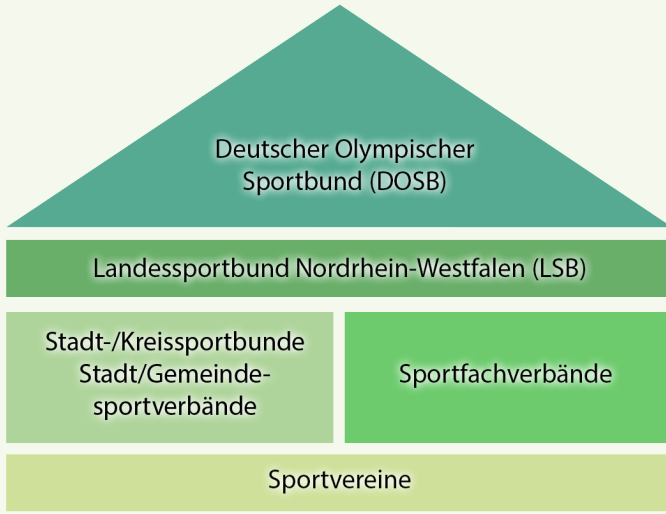 Deutscher Olympischer
Sportbund (DOSB)
Landessportbund Nordrhein-Westfalen (LSB)
Stadt-/Kreissportbunde
Stadt/Gemeinde-
sportverbände
Sportfachverbände
Sportvereine